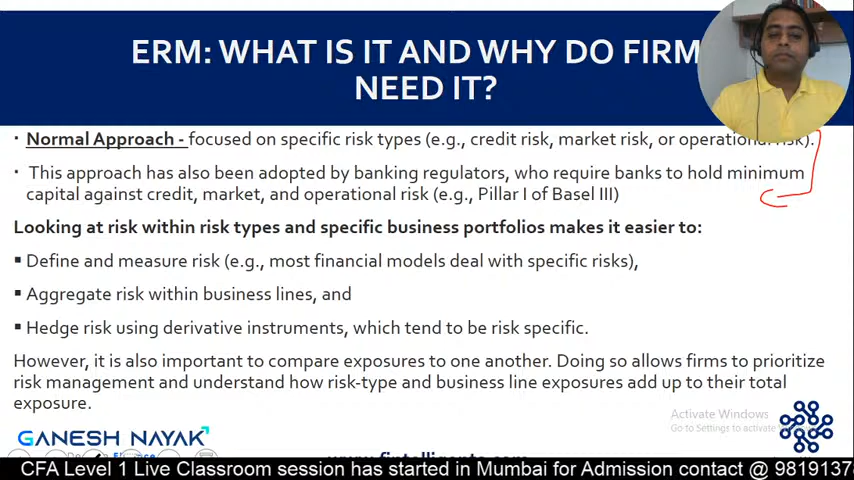 ERM: WHAT IS IT AND WHY DO FIRM
NEED IT?
· Normal Approach - focused on specific risk types (e.g., credit risk, market risk, or operational risk).
· This approach has also been adopted by banking regulators, who require banks to hold minimum
capital against credit, market, and operational risk (e.g., Pillar I of Basel III)
Looking at risk within risk types and specific business portfolios makes it easier to:
▪ Define and measure risk (e.g., most financial models deal with specific risks),
▪ Aggregate risk within business lines, and
▪ Hedge risk using derivative instruments, which tend to be risk specific.
However, it is also important to compare exposures to one another. Doing so allows firms to prioritize
risk management and understand how risk-type and business line exposures add up to their total
exposure.
Activate Windows
Go to Settings to activate Windows.
GANESH NAYAK
CFA Level 1 Live Classroom session has started in Mumbai for Admission contact @ 9819137